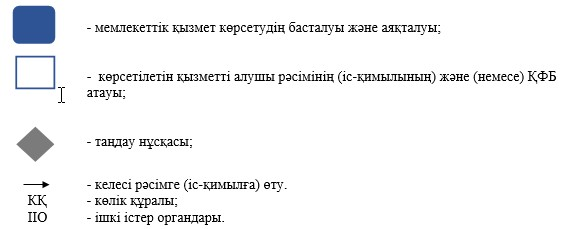 - мемлекеттік қызмет көрсетудің басталуы және аяқталуы;
- көрсетілетін қызметті алушы рәсімінің (іс-қимылының) және (немесе) ҚФБ
атауы;
- таңдау нұсқасы;
- келесі рәсімге (іс-қимылға) өту.
КҚ - көлік құралы;
ІІО - ішкі істер органдары.